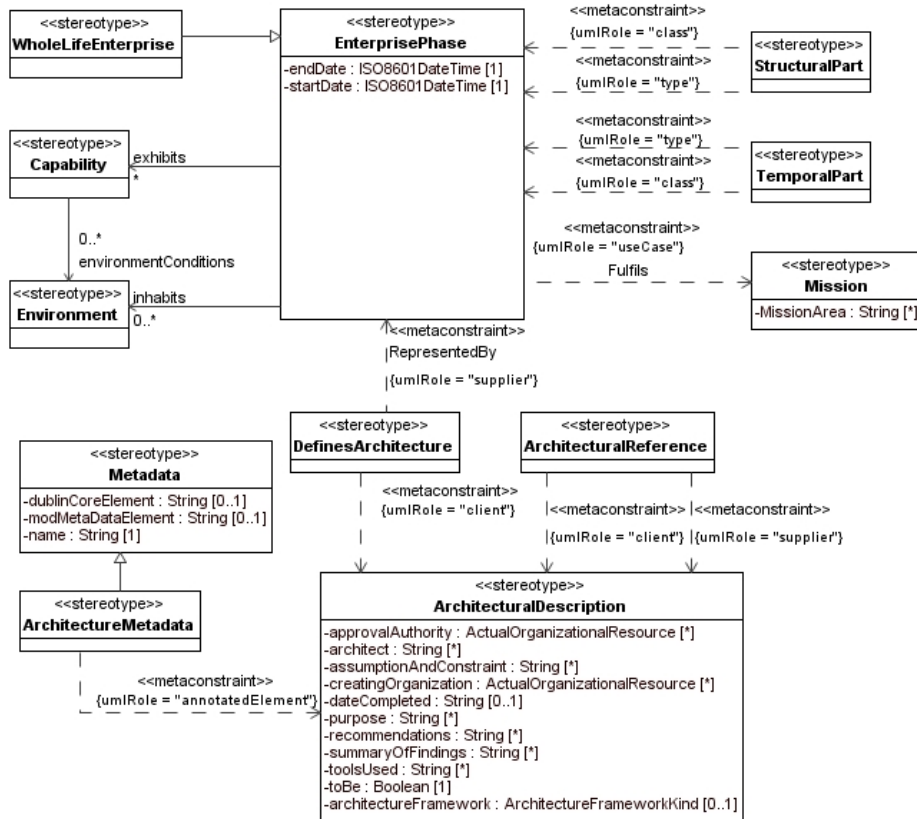 <<stereotype>>
WholeLifeEnterprise
<<stereotype>>
EnterprisePhase
-endDate : ISO8601DateTime [1]
-startDate : ISO8601DateTime [1]
<<metaconstraint>>
{umlRole = "class"}
<<metaconstraint>>
{umlRole = "type"}
<<stereotype>>
StructuralPart
<<stereotype>>
Capability
exhibits
*
<<metaconstraint>>
{umlRole = "type"}
<<metaconstraint>>
{umlRole = "class"}
<<stereotype>>
TemporalPart
0..*
environmentConditions
<<stereotype>>
Environment
inhabits
0..*
<<metaconstraint>>
{umlRole = "useCase"}
Fulfils
<<stereotype>>
Mission
-MissionArea : String [*]
<<metaconstraint>>
RepresentedBy
{umlRole = "supplier"}
<<stereotype>>
DefinesArchitecture
<<stereotype>>
ArchitecturalReference
<<stereotype>>
Metadata
-dublinCoreElement : String [0..1]
-modMetaDataElement : String [0..1]
-name : String [1]
<<metaconstraint>>
{umlRole = "client"}
<<metaconstraint>>
{umlRole = "client"}
<<metaconstraint>>
{umlRole = "supplier"}
<<stereotype>>
ArchitectureMetadata
<<metaconstraint>>
{umlRole = "annotatedElement"}
<<stereotype>>
ArchitecturalDescription
-approvalAuthority : ActualOrganizationalResource [*]
-architect : String [*]
-assumptionAndConstraint : String [*]
-creatingOrganization : ActualOrganizationalResource [*]
-dateCompleted : String [0..1]
-purpose : String [*]
-recommendations : String [*]
-summaryOfFindings : String [*]
-toolsUsed : String [*]
-toBe : Boolean [1]
-architectureFramework : ArchitectureFrameworkKind [0..1]